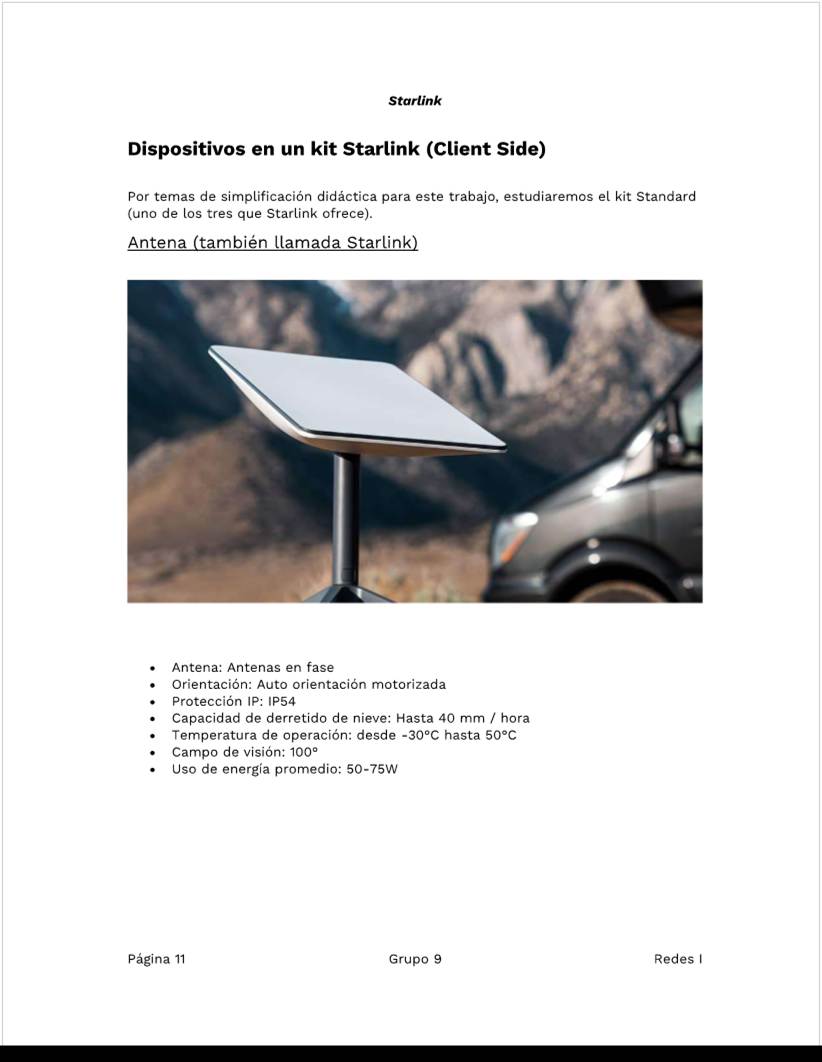 Starlink
Dispositivos en un kit Starlink (Client Side)
Por temas de simplificación didáctica para este trabajo, estudiaremos el kit Standard
(uno de los tres que Starlink ofrece).
Antena (también llamada Starlink)
• Antena: Antenas en fase
• Orientación: Auto orientación motorizada
• Protección IP: IP54
• Capacidad de derretido de nieve: Hasta 40 mm / hora
• Temperatura de operación: desde -30°C hasta 50°C
• Campo de visión: 100°
• Uso de energía promedio: 50-75W
Página 11 Grupo 9 Redes I